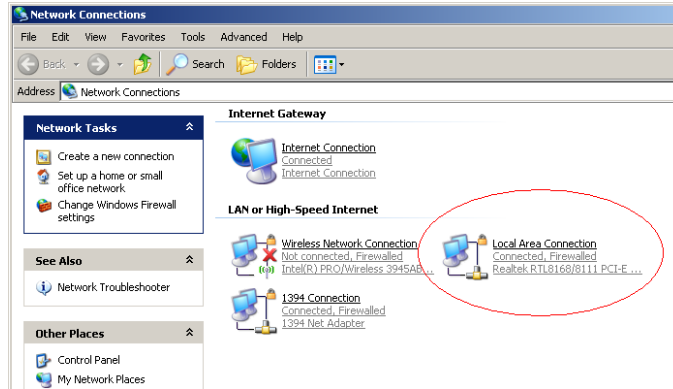 Network Connections
File Edit View Favorites Tools Advanced Help
Back Search Folders
Address Network Connections
Network Tasks
Create a new connection
Set up a home or small
office network
Change Windows Firewall
settings
See Also
Network Troubleshooter
Other Places
Control Panel
My Network Places
Internet Gateway
Internet Connection
Connected
Internet Connection
LAN or High-Speed Internet
Wireless Network Connection
Not connected, Firewalled
Intel(R) PRO/Wireless 3945AB...
Local Area Connection
Connected, Firewalled
Realtek RTL8168/8111 PCI-E ...
1394 Connection
Connected, Firewalled
1394 Net Adapter